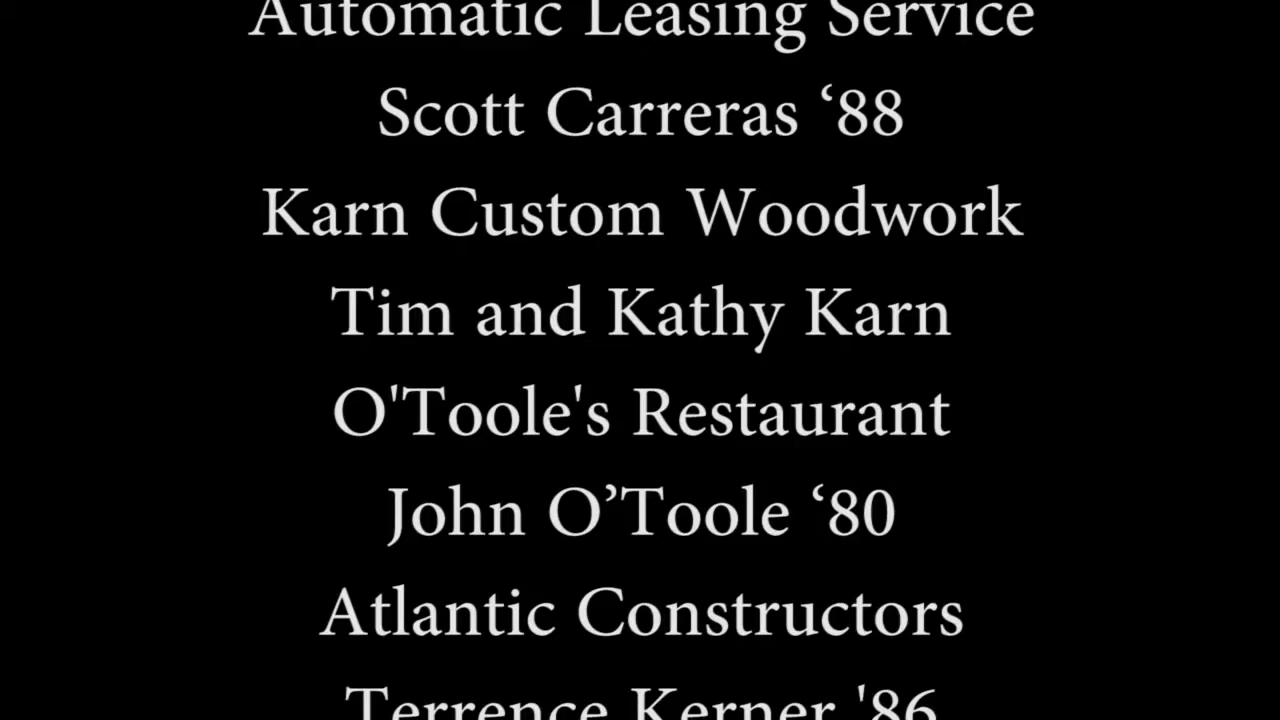 Automatic Leasing Service
Scott Carreras ‘88
Karn Custom Woodwork
Tim and Kathy Karn
O'Toole's Restaurant
John O’Toole ‘80
Atlantic Constructors
Terrence Kerner '86